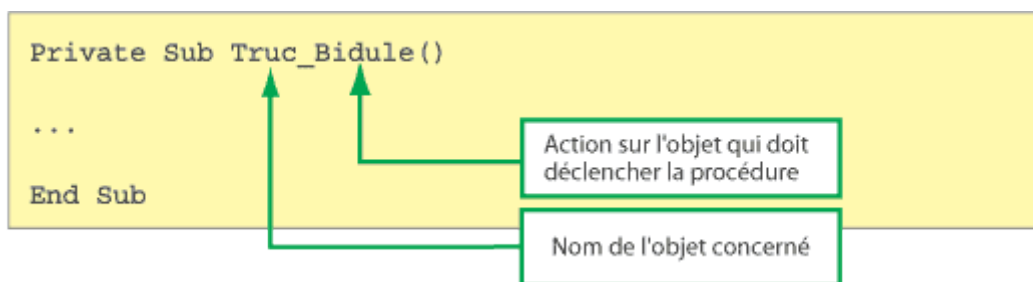 Private Sub Truc_Bidule()
...
Action sur l'objet qui doit
déclencher la procédure
End Sub
Nom de l'objet concerné